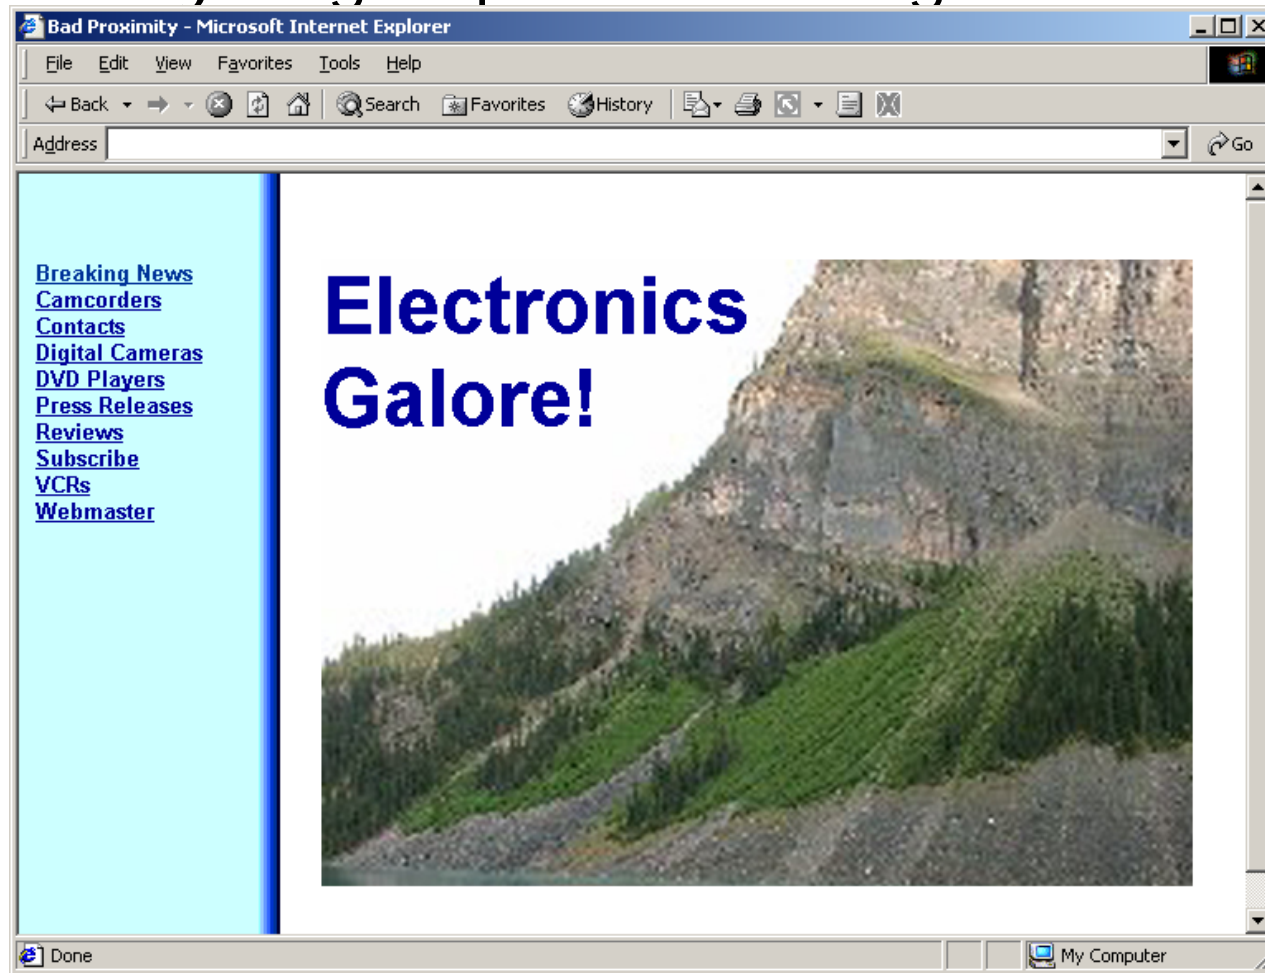 Bad Proximity - Microsoft Internet Explorer
File Edit View Favorites Tools Help
Back Search Favorites History
Address Go
Breaking News
Camcorders
Contacts
Digital Cameras
DVD Players
Press Releases
Reviews
Subscribe
VCRs
Webmaster
Electronics
Galore!
Done My Computer